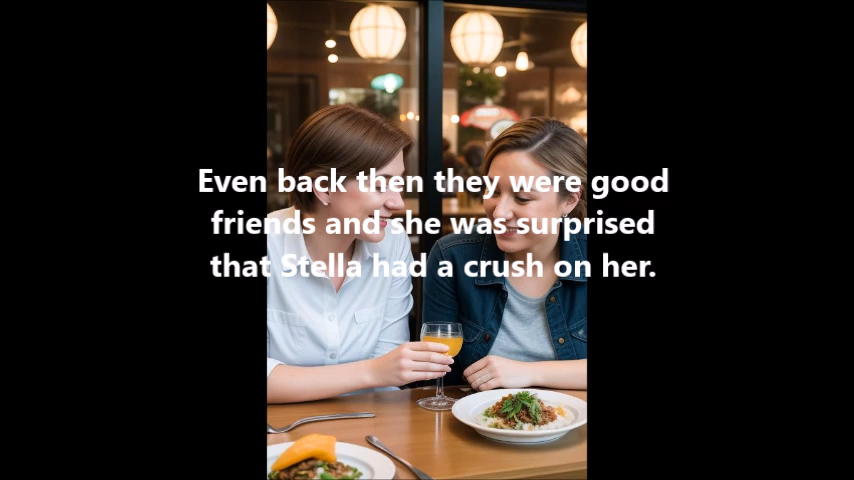 Even back then they were good
friends and she was surprised
that Stella had a crush on her.